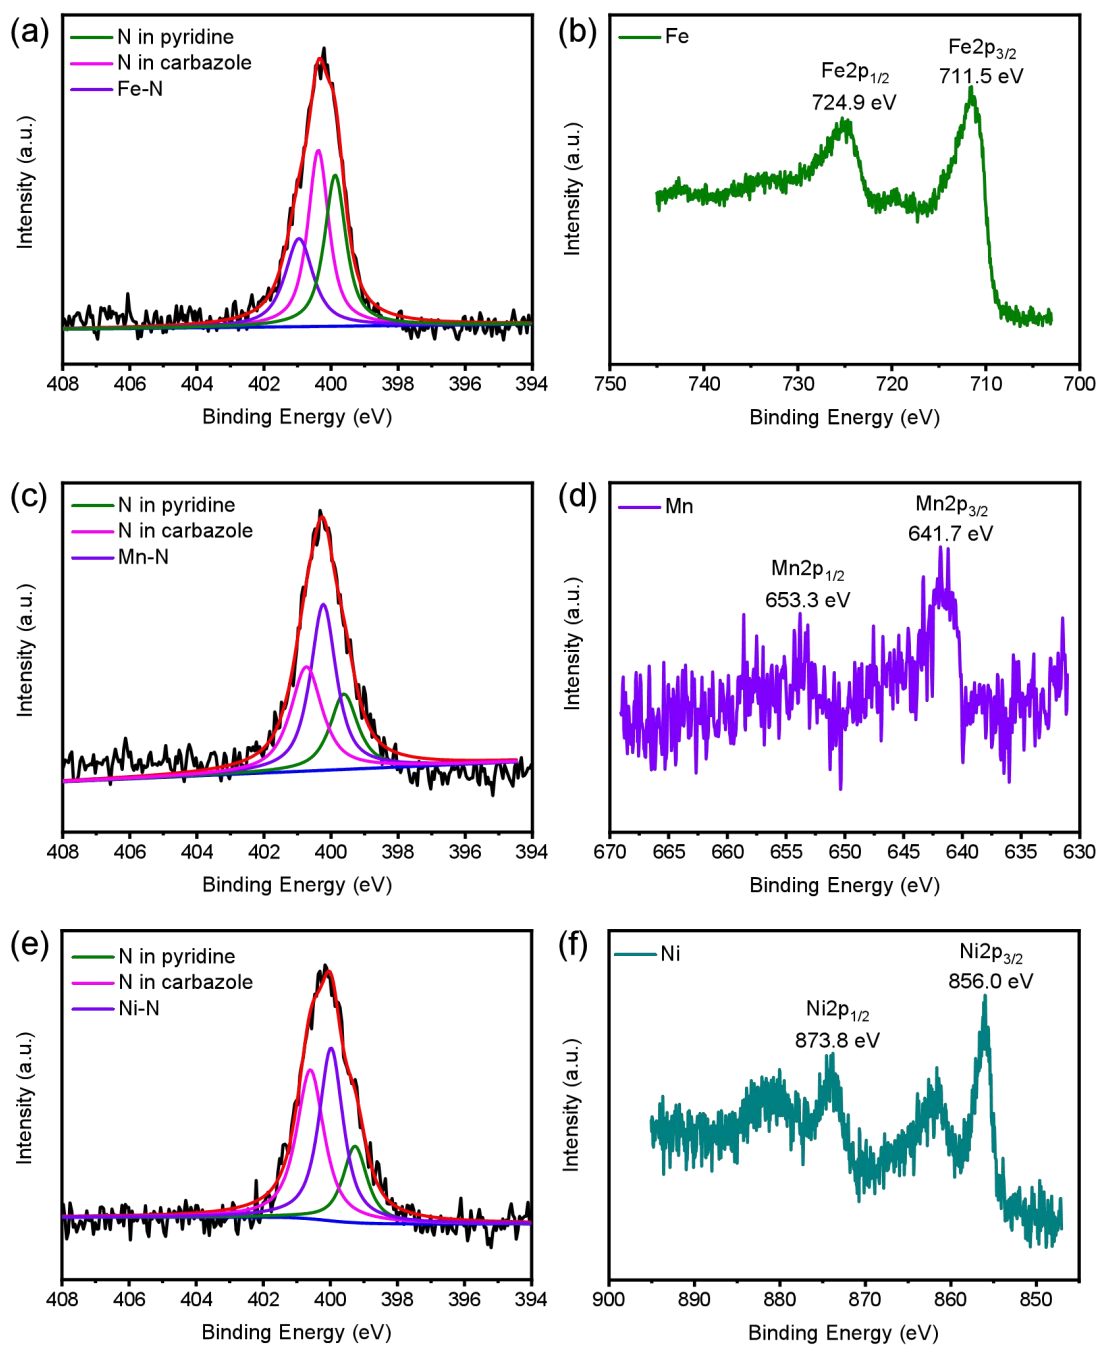 (a)
N in pyridine
N in carbazole
Fe-N
Intensity (a.u.)
408 406 404 402 400 398 396 394
Binding Energy (eV)
(b)
Fe
Fe2p1/2
724.9 eV
Fe2p3/2
711.5 eV
Intensity (a.u.)
750 740 730 720 710 700
Binding Energy (eV)
(c)
N in pyridine
N in carbazole
Mn-N
Intensity (a.u.)
408 406 404 402 400 398 396 394
Binding Energy (eV)
(d)
Mn
Mn2p1/2
653.3 eV
Mn2p3/2
641.7 eV
Intensity (a.u.)
670 665 660 655 650 645 640 635 630
Binding Energy (eV)
(e)
N in pyridine
N in carbazole
Ni-N
Intensity (a.u.)
408 406 404 402 400 398 396 394
Binding Energy (eV)
(f)
Ni
Ni2p1/2
873.8 eV
Ni2p3/2
856.0 eV
Intensity (a.u.)
900 890 880 870 860 850
Binding Energy (eV)